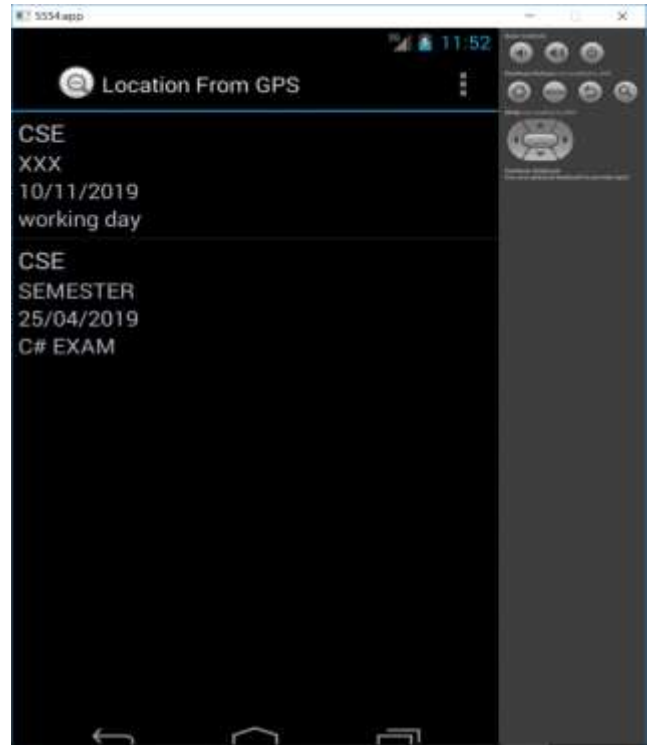 5554:app
11:52
Location From GPS
CSE
XXX
10/11/2019
working day
CSE
SEMESTER
25/04/2019
C# EXAM